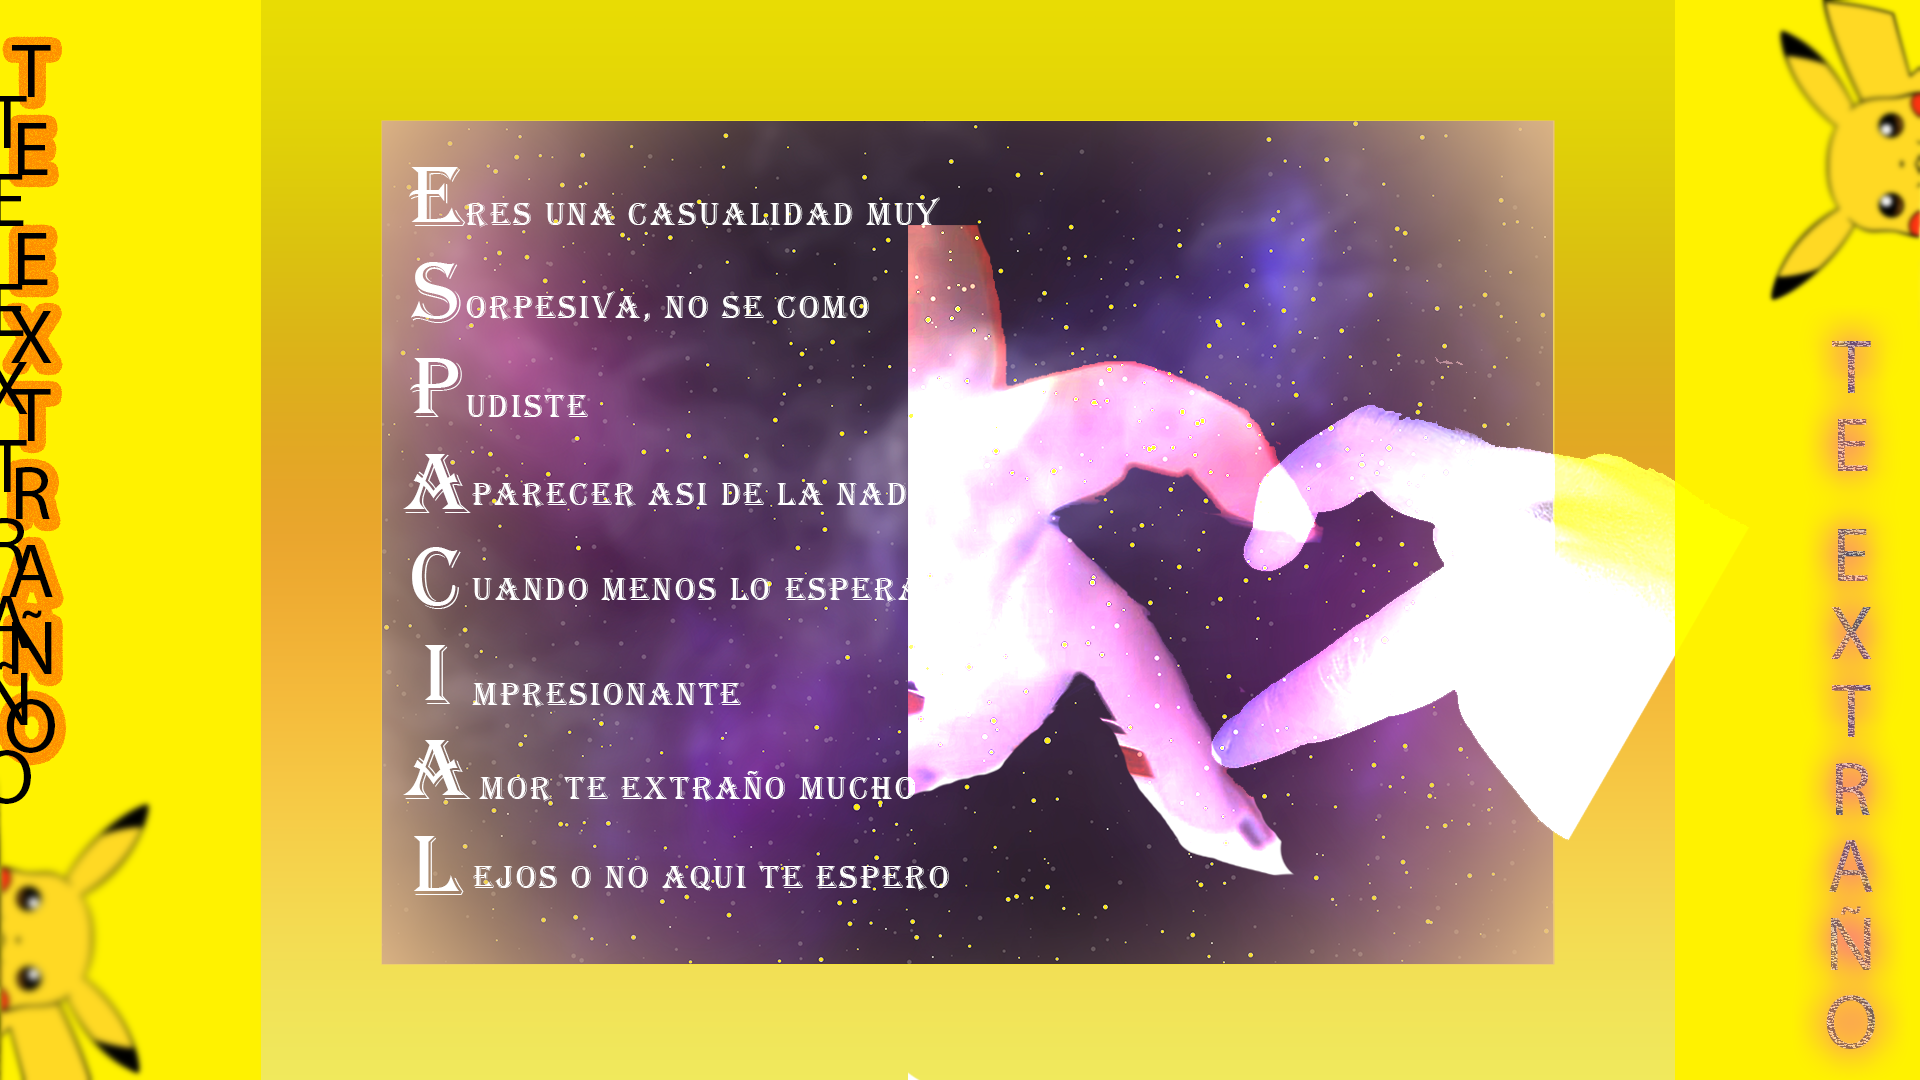 TE EXTRAÑO
TE EXTRAÑO
ERES UNA CASUALIDAD MUY
SORPESIVA, NO SE COMO
PUDISTE
APARECER ASI DE LA NAD
CUANDO MENOS LO ESPERA
IMPRESIONANTE
AMOR TE EXTRAÑO MUCHO
LEJOS O NO AQUI TE ESPERO
TE EXTRAÑO